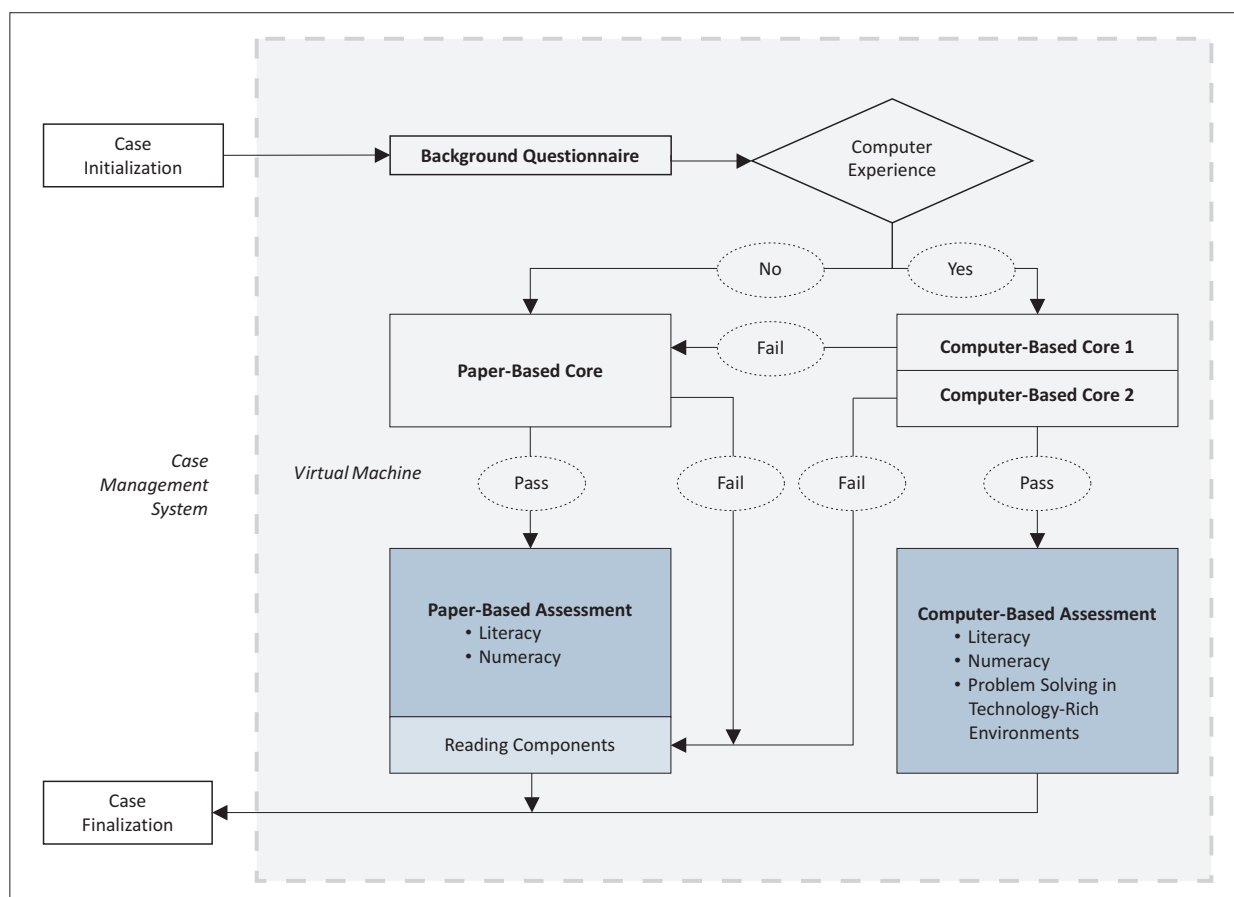 Case
Initialization
Background Questionnaire
Computer
Experience
No
Yes
Paper-Based Core
Fail
Computer-Based Core 1
Computer-Based Core 2
Case
Management
System
Virtual Machine
Pass
Fail
Fail
Pass
Paper-Based Assessment
• Literacy
• Numeracy
Reading Components
Computer-Based Assessment
• Literacy
• Numeracy
• Problem Solving in
Technology-Rich
Environments
Case
Finalization